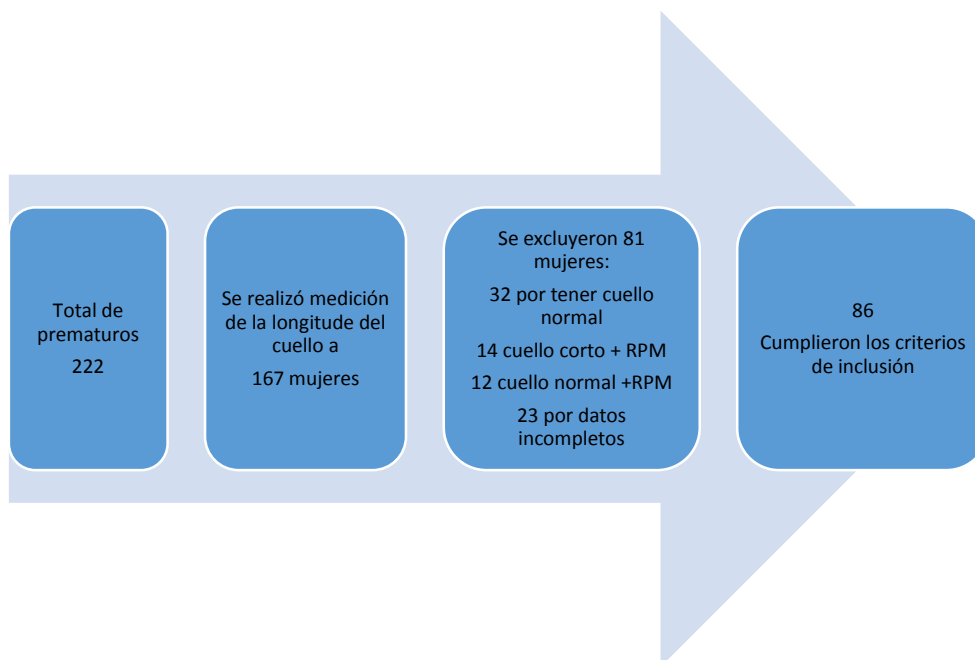 Total de
prematuros
222
Se realizó medición
de la longitude del
cuello a
167 mujeres
Se excluyeron 81
mujeres:
32 por tener cuello
normal
14 cuello corto + RPM
12 cuello normal +RPM
23 por datos
incompletos
86
Cumplieron los criterios
de inclusión